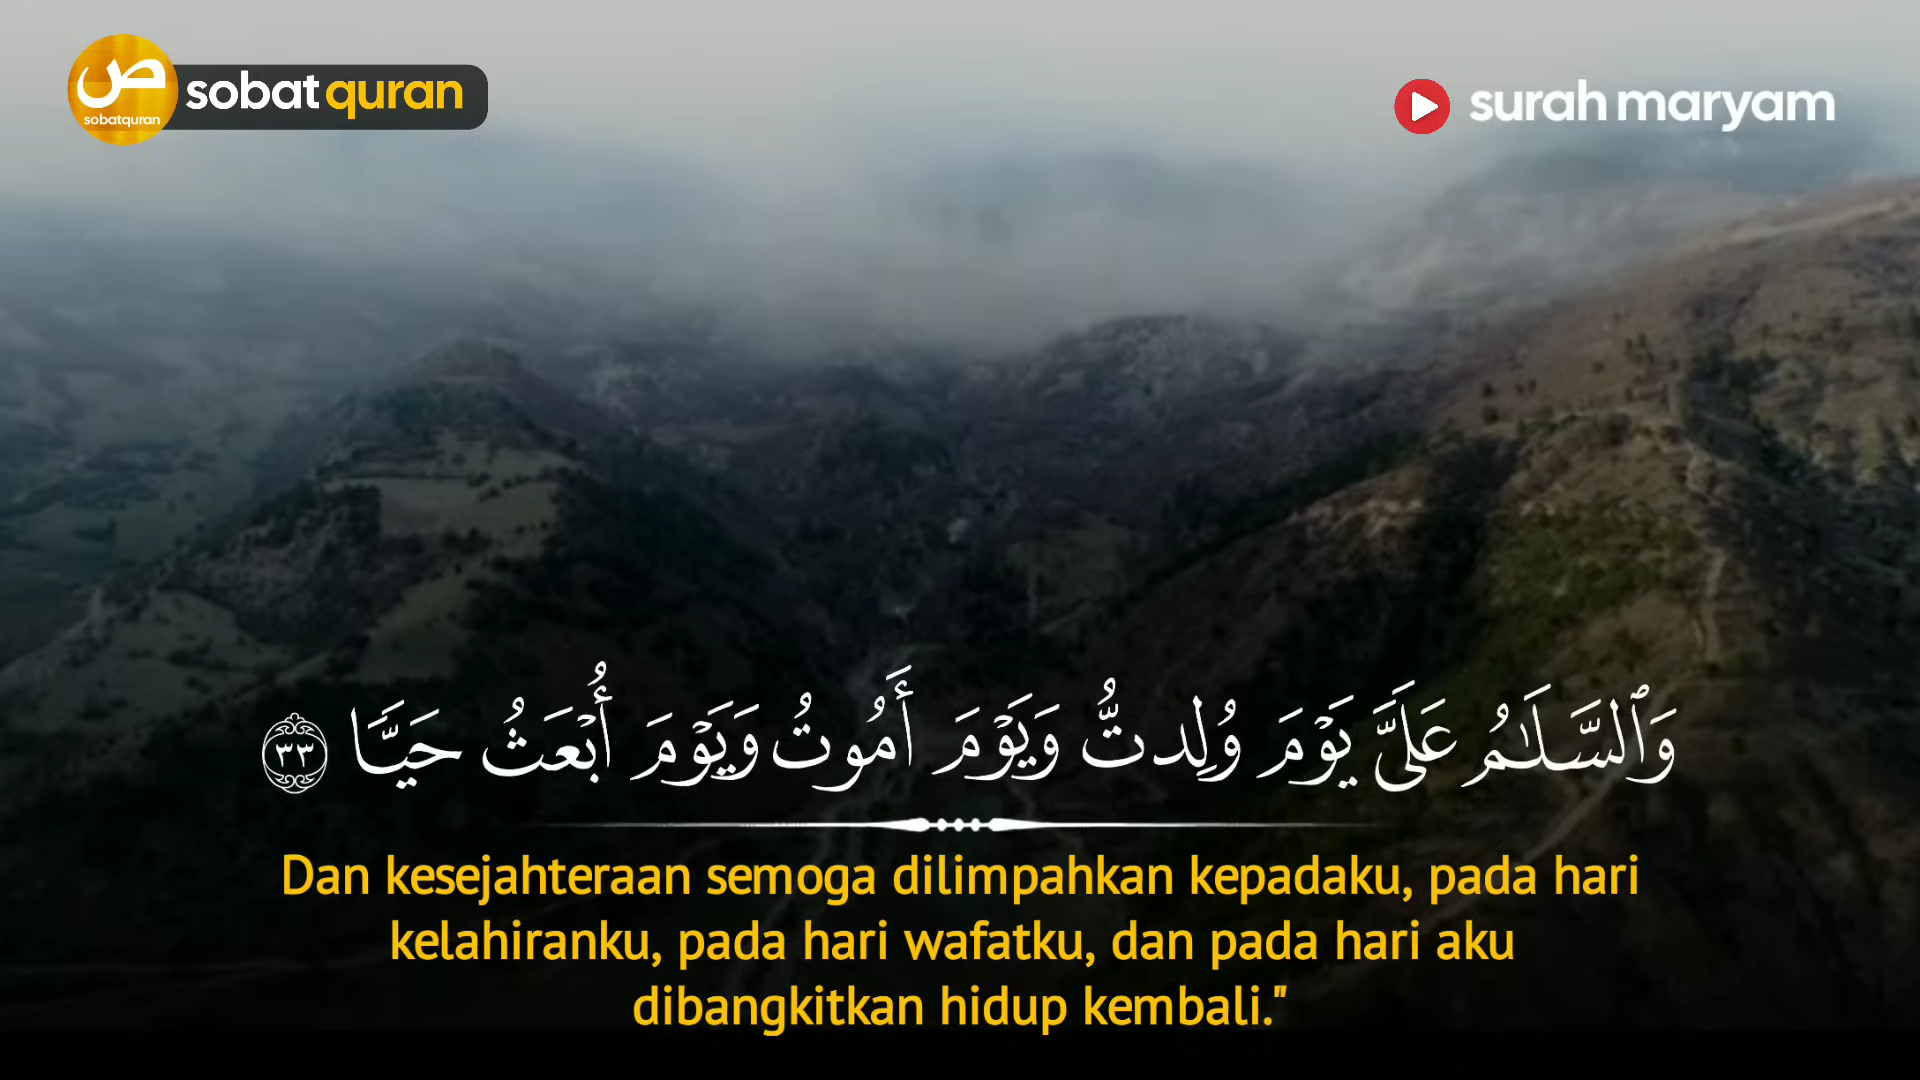 ص
sobatquran
sobat quran
surah maryam
وَٱلسَّلَـٰمُ عَلَىَّ يَوْمَ وُلِدتُّ وَيَوْمَ أَمُوتُ وَيَوْمَ أُبْعَثُ حَيًّـا ٣٣
Dan kesejahteraan semoga dilimpahkan kepadaku, pada hari
kelahiranku, pada hari wafatku, dan pada hari aku
dibangkitkan hidup kembali."